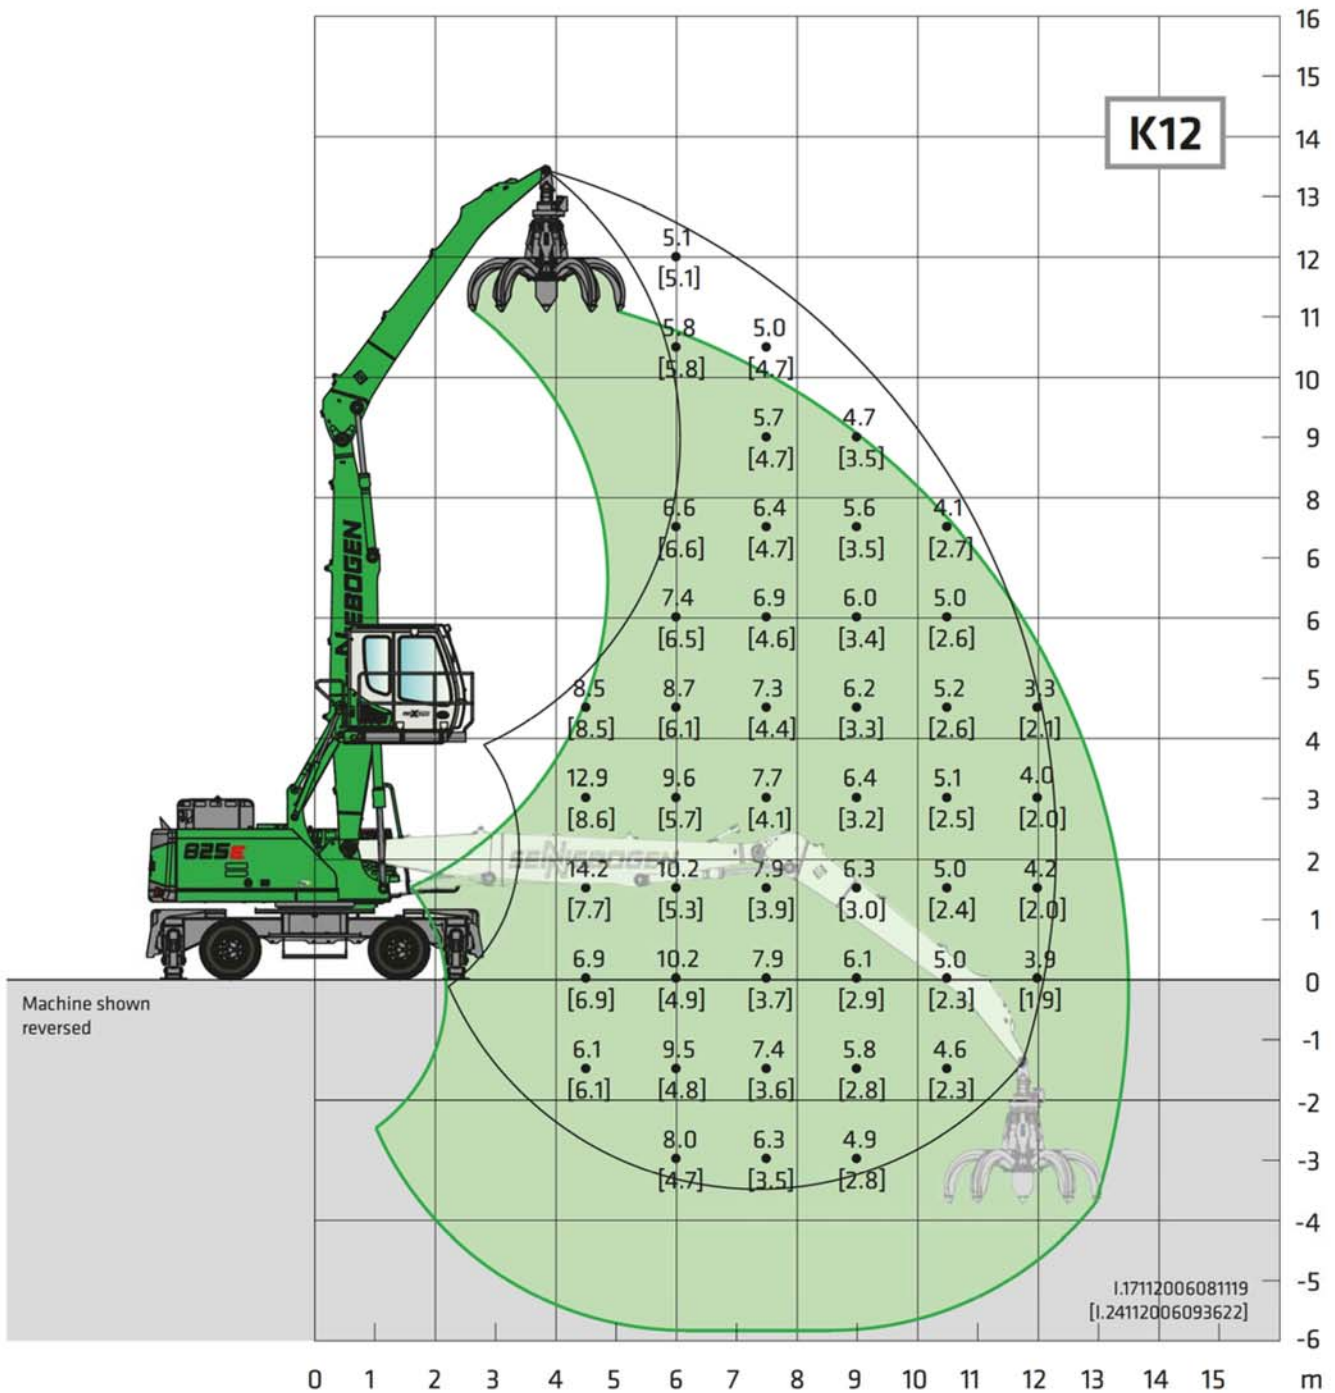 16
15
K12
14
13
5.1
12
[5.1]
11
5.8 5.0
[5.8] [4.7]
10
5.7 4.7
9
[4.7] [3.5]
8
6.6 6.4 5.6 4.1
[6.6] [4.7] [3.5] [2.7]
6
NEBOGEN
7.4 6.9 6.0 5.0
6
[6.5] [4.6] [3.4] [2.6]
5
8.5 8.7 7.3 6.2 5.2 3.3
[8.5] [6.1] [4.4] [3.3] [2.6] [2.1]
4
12.9 9.6 7.7 6.4 5.1 4.0
3
[8.6] [5.7] [4.1] [3.2] [2.5] [2.0]
825E
SENNEBOGEN
2
14.2 10.2 7.9 6.3 5.0 4.2
[7.7] [5.3] [3.9] [3.0] [2.4] [2.0]
1
6.9 10.2 7.9 6.1 5.0 3.9
0
[6.9] [4.9] [3.7] [2.9] [2.3] [1.9]
Machine shown
reversed
-1
6.1 9.5 7.4 5.8 4.6
[6.1] [4.8] [3.6] [2.8] [2.3]
-2
8.0 6.3 4.9
-3
[4.7] [3.5] [2.8]
-4
-5
I.17112006081119
[I.24112006093622]
-6
0 1 2 3 4 5 6 7 8 9 10 11 12 13 14 15 m